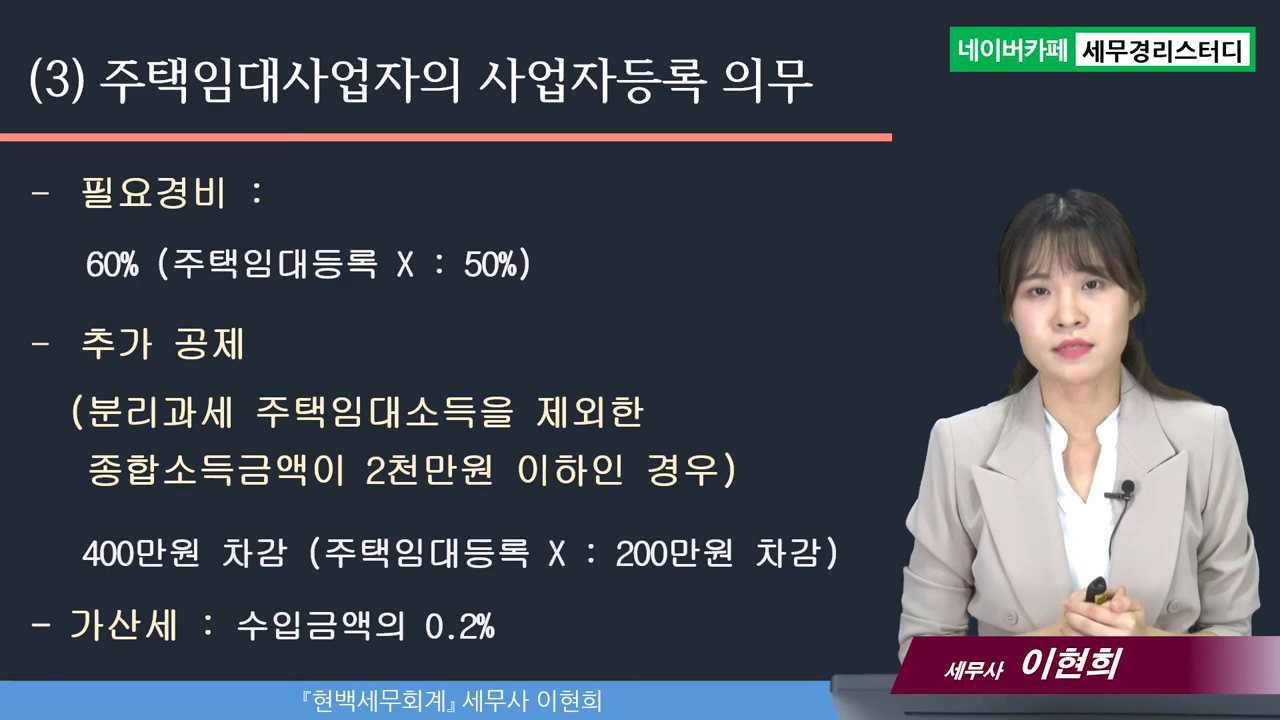 (3) 주택임대사업자의 사업자등록 의무
네이버카페 세무경리스터디
- 필요경비 :
60% (주택임대등록 X : 50%)
- 추가 공제
(분리과세 주택임대소득을 제외한
종합소득금액이 2천만원 이하인 경우)
400만원 차감 (주택임대등록 X : 200만원 차감)
- 가산세 : 수입금액의 0.2%
세무사 이현희
『현백세무회계』 세무사 이현희